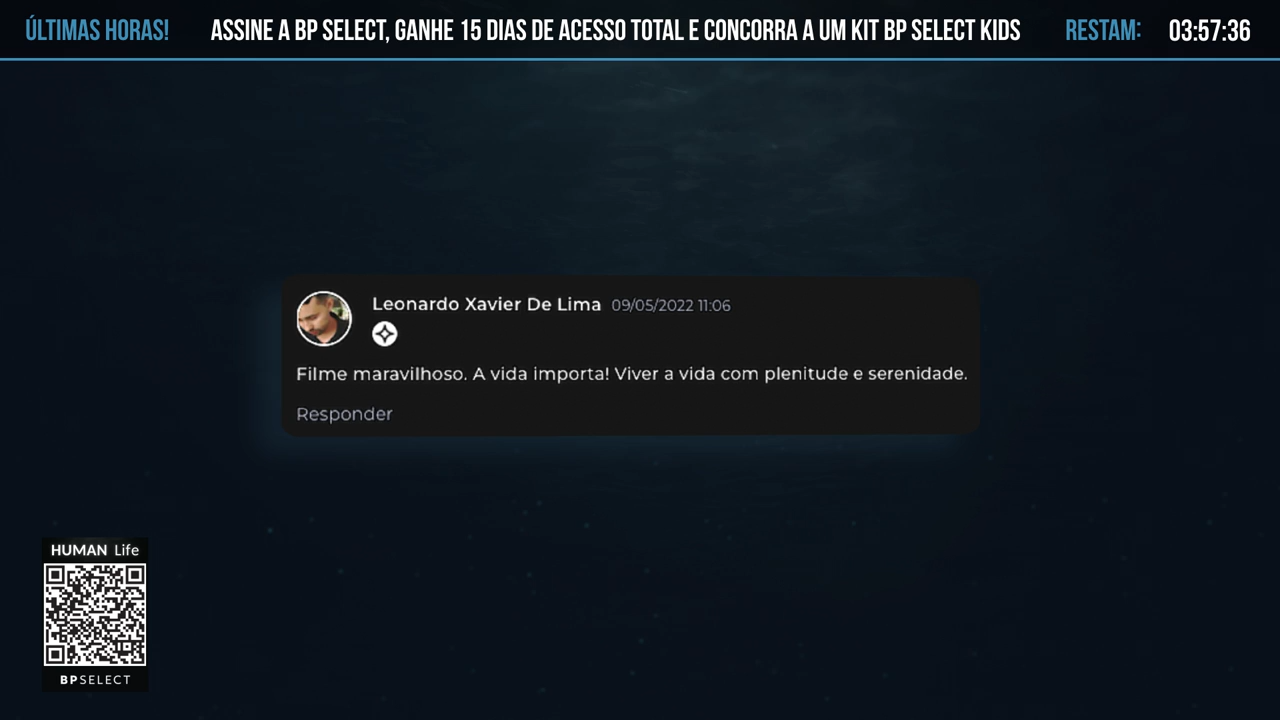 ÚLTIMAS HORAS! ASSINE A BP SELECT, GANHE 15 DIAS DE ACESSO TOTAL E CONCORRA A UM KIT BP SELECT KIDS RESTAM: 03:57:36
Leonardo Xavier De Lima 09/05/2022 11:06
Filme maravilhoso. A vida importa! Viver a vida com plenitude e serenidade.
Responder
HUMAN Life
BPSELECT